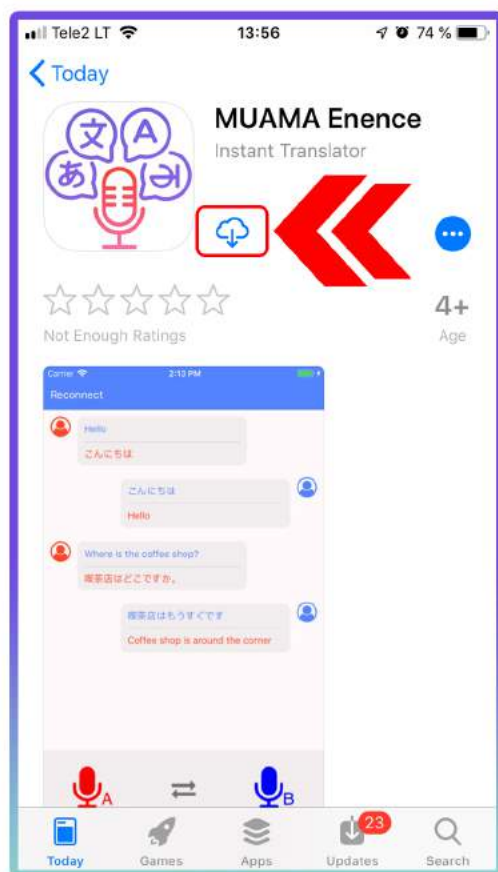 Tele2 LT 13:56 74 %
Today
文 A
あ
MUAMA Enence
Instant Translator
Not Enough Ratings
4+
Age
Carrier 2:13 PM
Reconnect
Hello
こんにちは
こんにちは
Hello
Where is the coffee shop?
喫茶店はどこですか。
喫茶店はもうすぐです
Coffee shop is around the corner
A B
23
Today Games Apps Updates Search